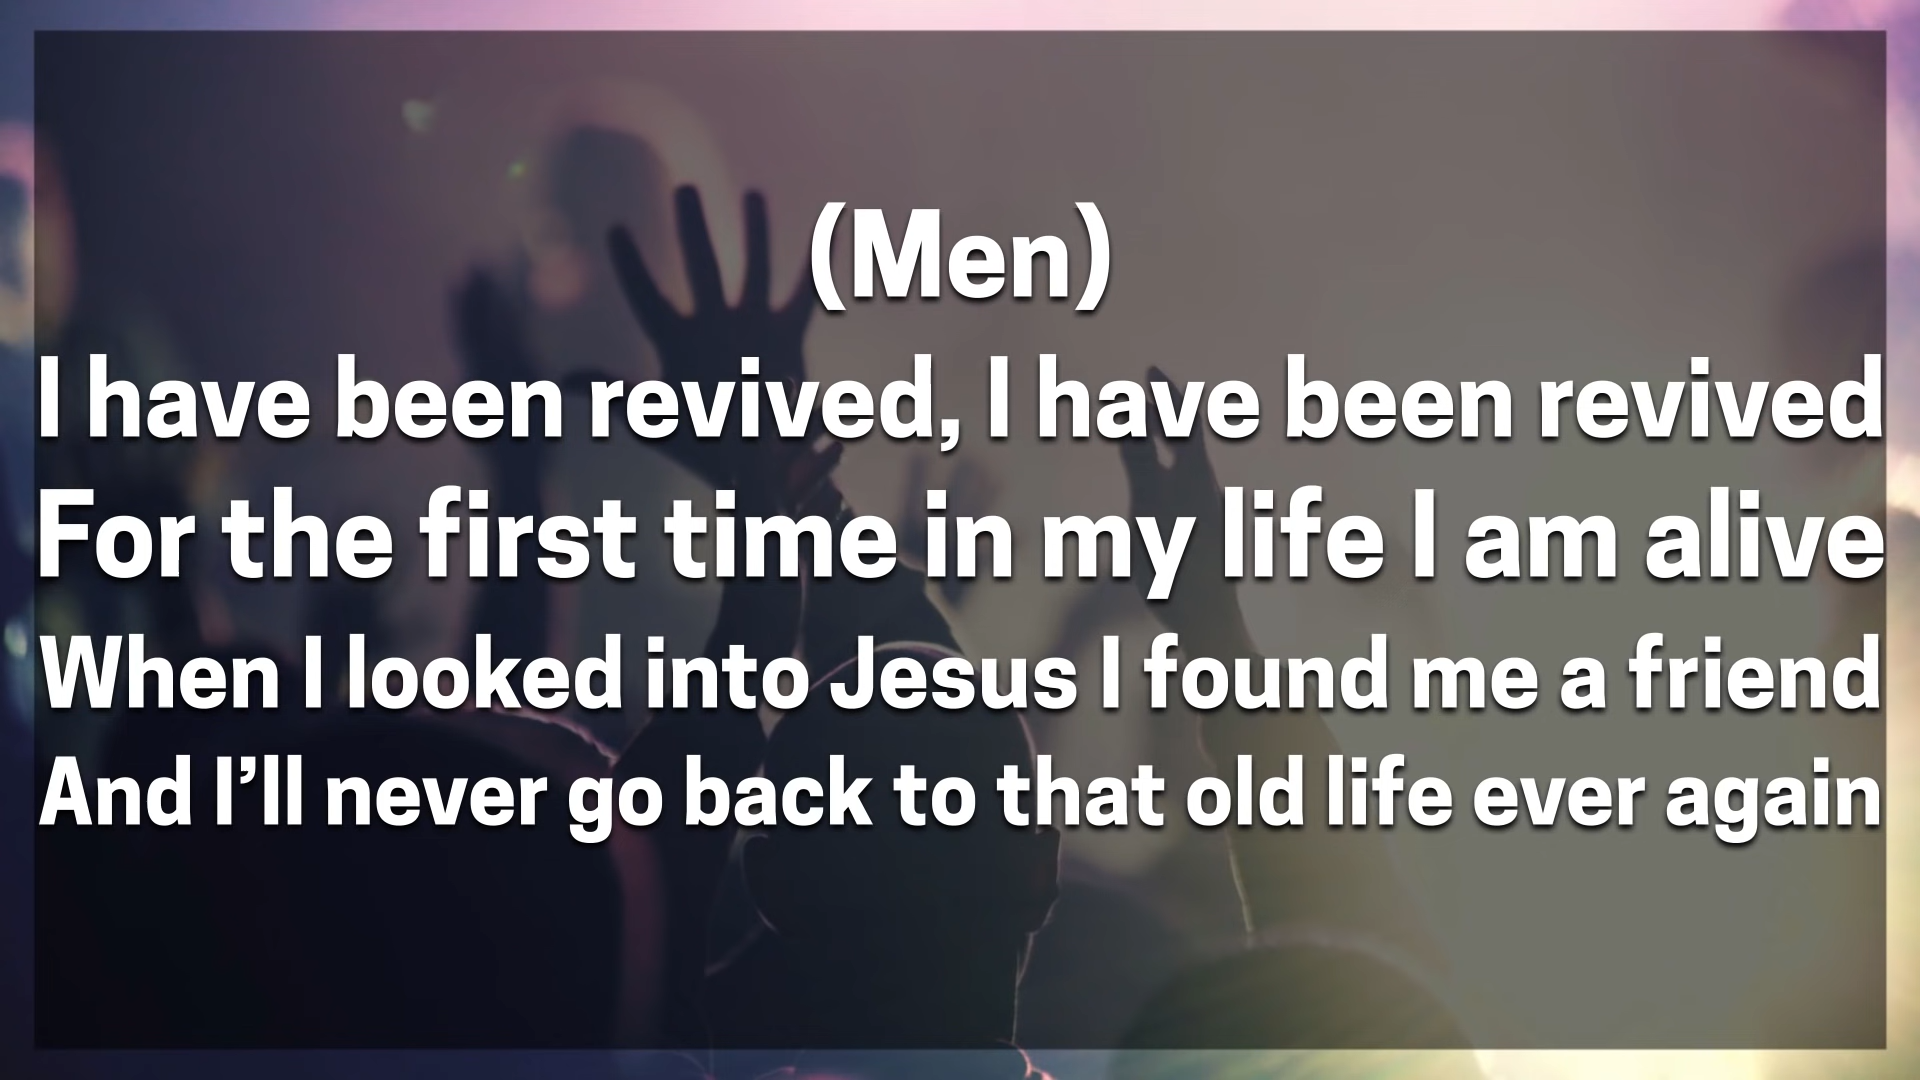 (Men)
I have been revived, I have been revived
For the first time in my life I am alive
When I looked into Jesus I found me a friend
And I’ll never go back to that old life ever again